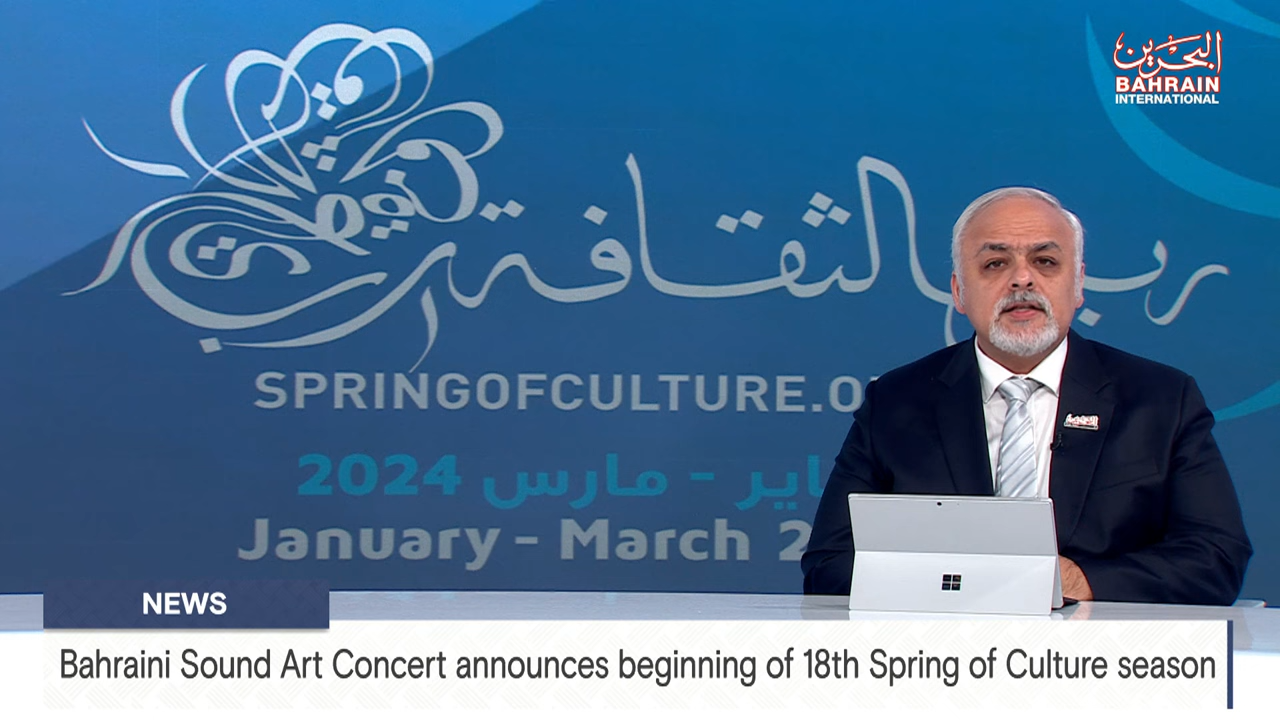 البحرين
BAHRAIN
INTERNATIONAL
ربيع الثقافة
SPRINGOFCULTURE.O
ـاير - مارس 2024
January - March 2
NEWS
Bahraini Sound Art Concert announces beginning of 18th Spring of Culture season